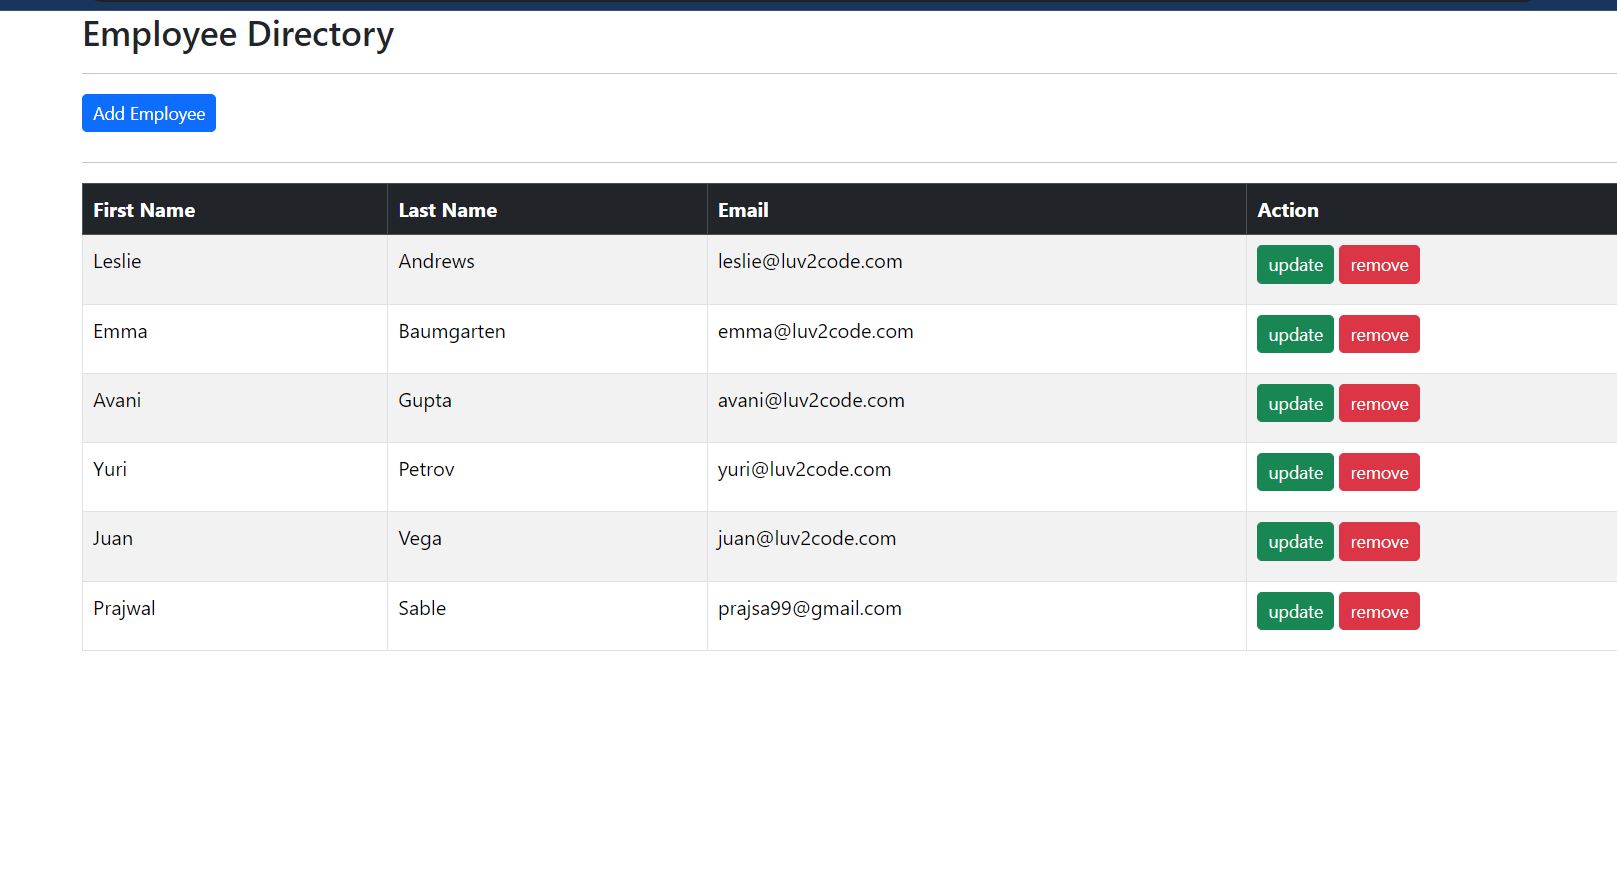 Employee Directory
Add Employee
First Name Last Name Email Action
Leslie Andrews leslie@luv2code.com update remove
Emma Baumgarten emma@luv2code.com update remove
Avani Gupta avani@luv2code.com update remove
Yuri Petrov yuri@luv2code.com update remove
Juan Vega juan@luv2code.com update remove
Prajwal Sable prajsa99@gmail.com update remove